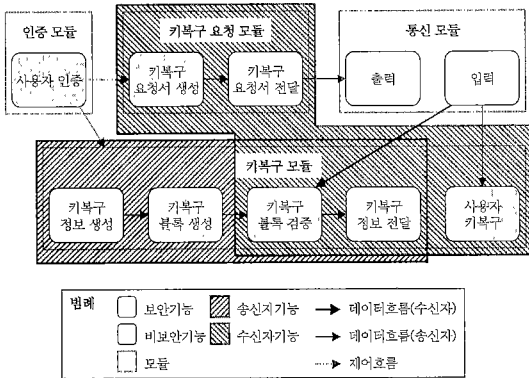 인증 모듈
키복구 요청 모듈
통신 모듈
사용자 인증
키복구
요청서 생성
키복구
요청서 전달
출력
입력
키복구 모듈
키복구
정보 생성
키복구
블록 생성
키복구
블록 검증
키복구
정보 전달
사용자
키복구
범례
보안기능
송신자기능
데이터흐름(수신자)
비보안기능
수신자기능
데이터흐름(송신자)
모듈
제어흐름